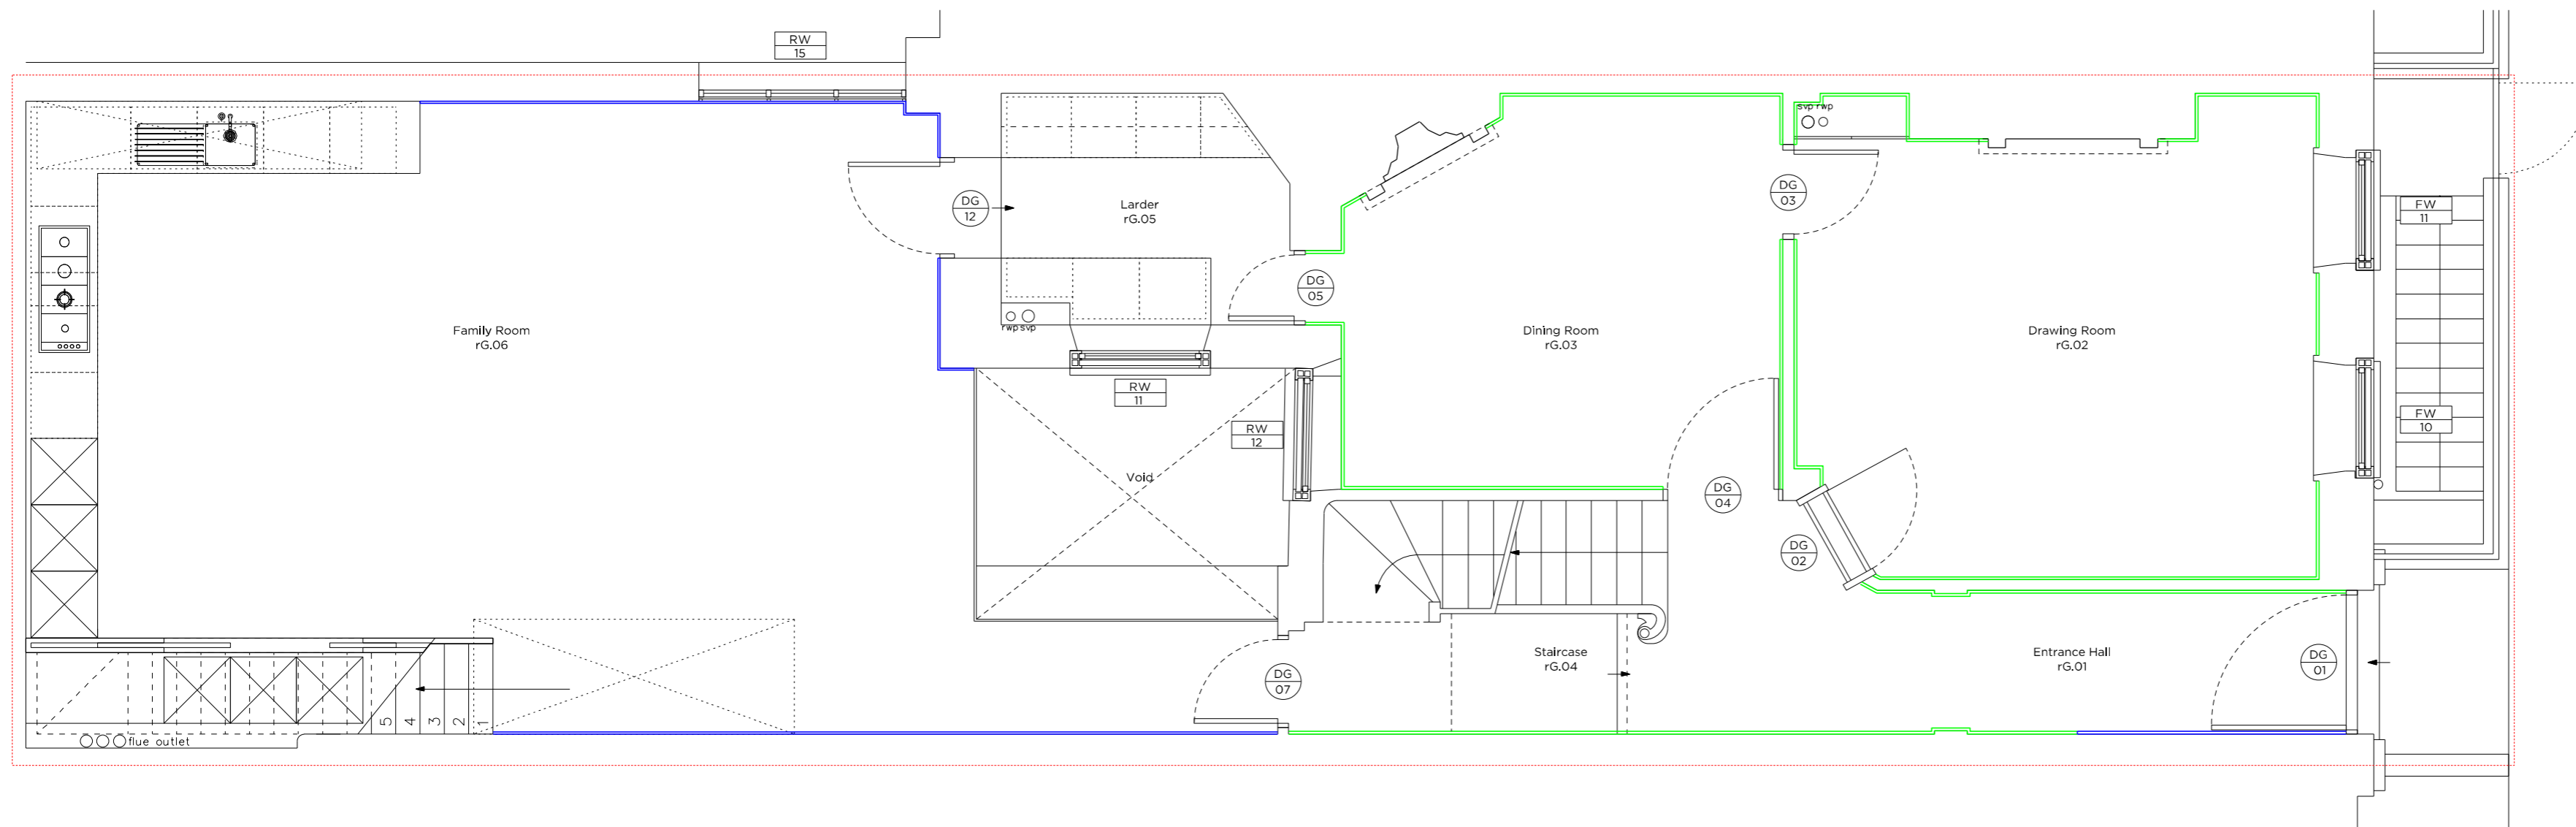 RW
15
svp rwp
DG
03
DG
12
Larder
rG.05
FW
11
DG
05
rwp svp
Family Room
rG.06
Dining Room
rG.03
Drawing Room
rG.02
RW
11
RW
12
FW
10
Void
DG
04
DG
02
Staircase
rG.04
Entrance Hall
rG.01
DG
01
DG
07
5 4 3 2 1
flue outlet